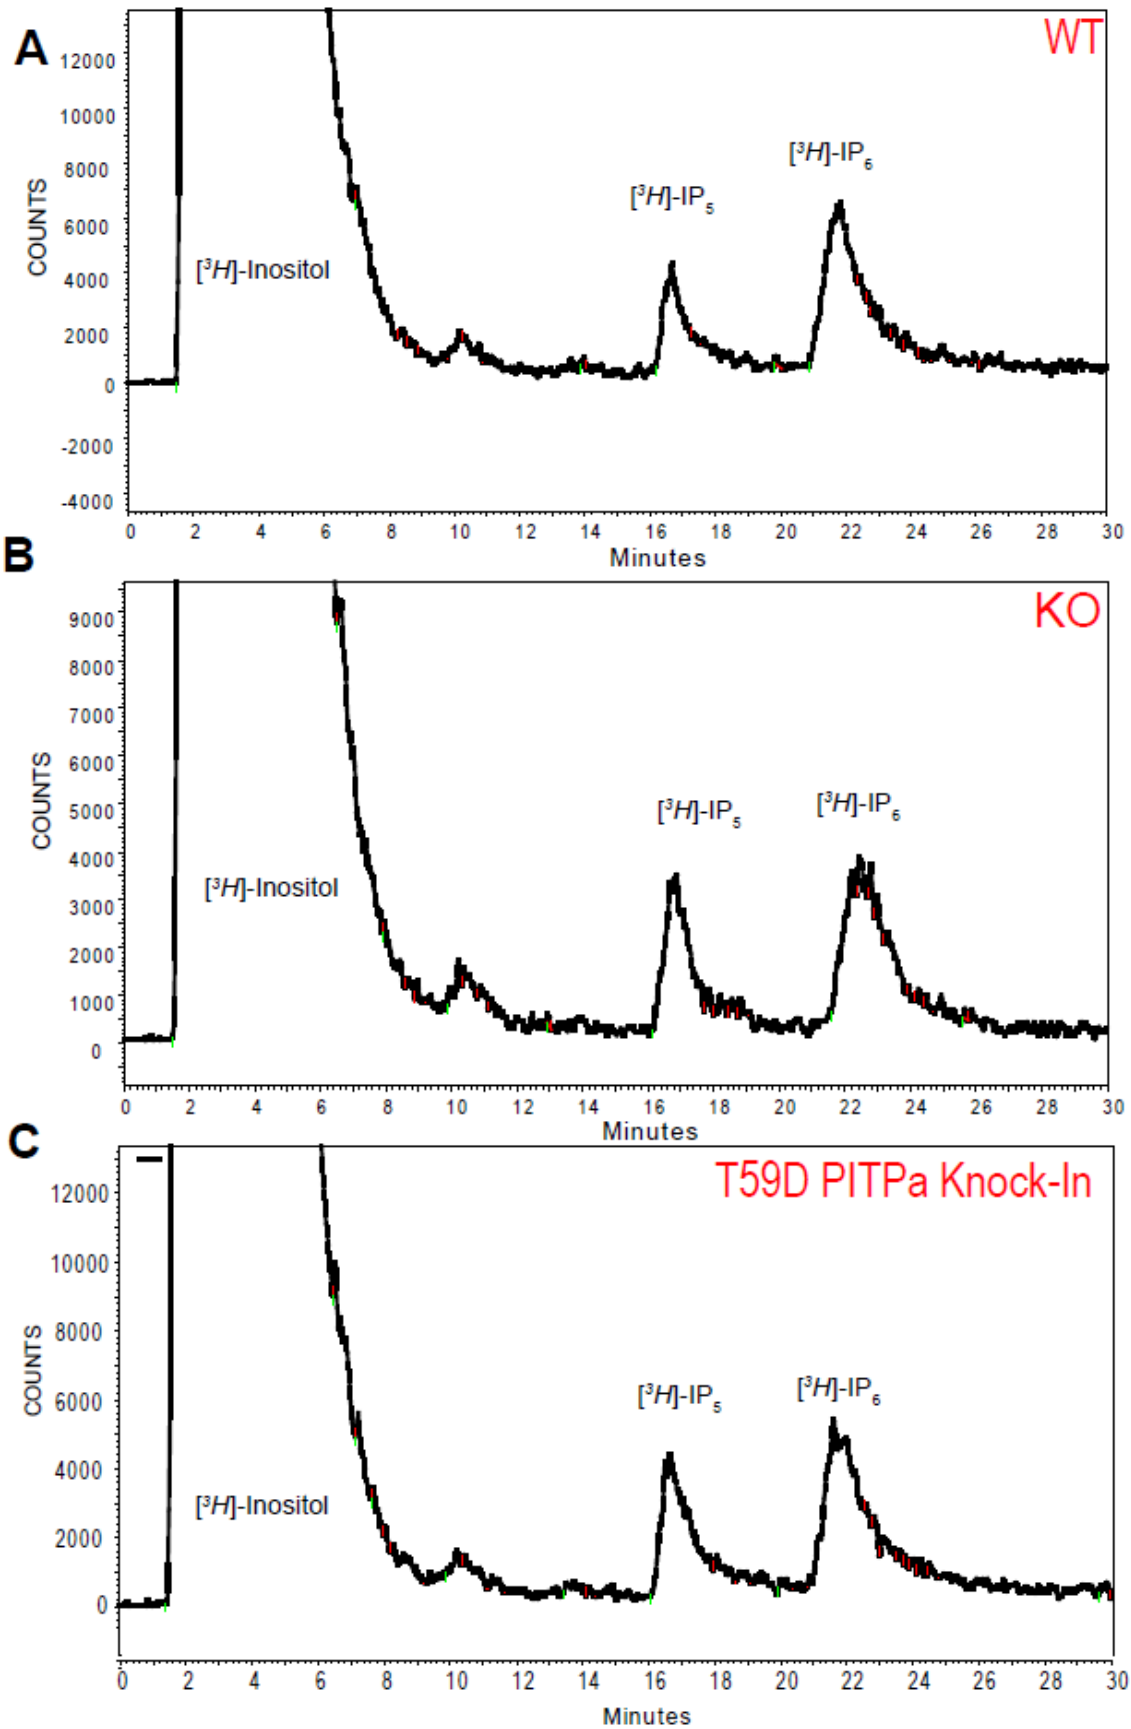 A
WT
12000
10000
8000
6000
4000
2000
0
-2000
-4000
COUNTS
[³H]-Inositol
[³H]-IP₅
[³H]-IP₆
0 2 4 6 8 10 12 14 16 18 20 22 24 26 28 30
Minutes
B
KO
9000
8000
7000
6000
5000
4000
3000
2000
1000
0
COUNTS
[³H]-Inositol
[³H]-IP₅
[³H]-IP₆
0 2 4 6 8 10 12 14 16 18 20 22 24 26 28 30
Minutes
C
T59D PITPa Knock-In
12000
10000
8000
6000
4000
2000
0
COUNTS
[³H]-Inositol
[³H]-IP₅
[³H]-IP₆
0 2 4 6 8 10 12 14 16 18 20 22 24 26 28 30
Minutes